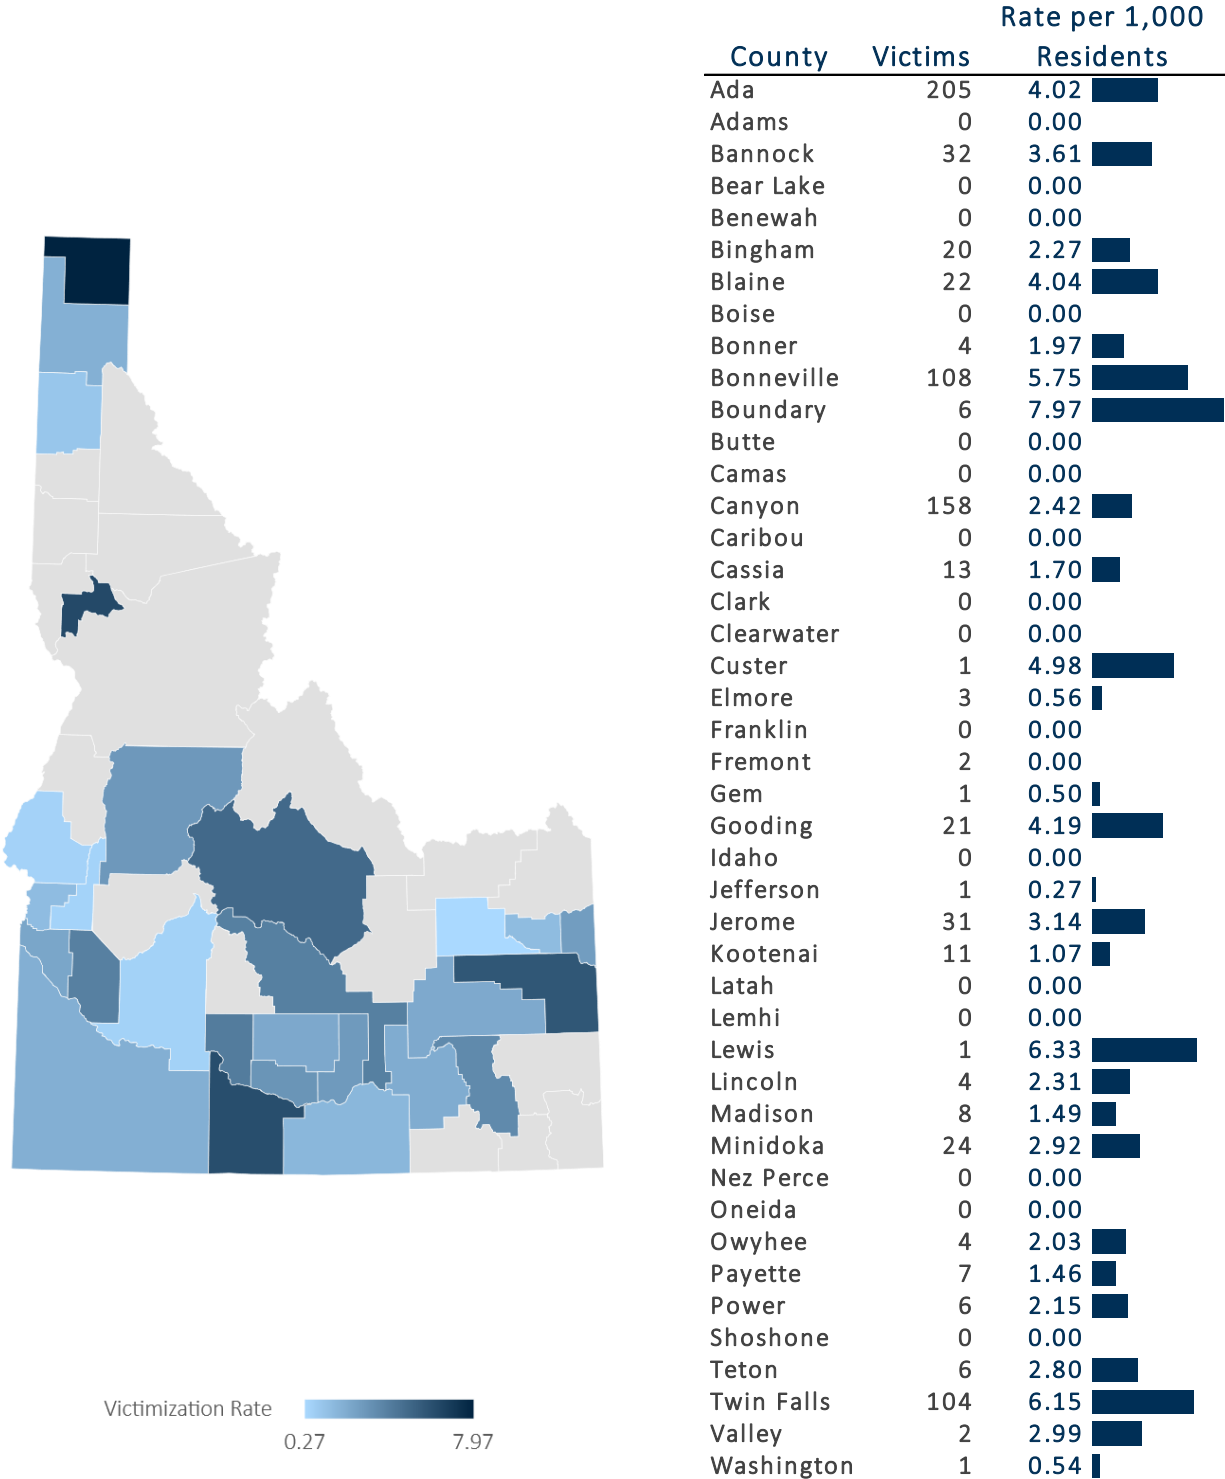 Rate per 1,000
County Victims Residents
Ada 205 4.02
Adams 0 0.00
Bannock 32 3.61
Bear Lake 0 0.00
Benewah 0 0.00
Bingham 20 2.27
Blaine 22 4.04
Boise 0 0.00
Bonner 4 1.97
Bonneville 108 5.75
Boundary 6 7.97
Butte 0 0.00
Camas 0 0.00
Canyon 158 2.42
Caribou 0 0.00
Cassia 13 1.70
Clark 0 0.00
Clearwater 0 0.00
Custer 1 4.98
Elmore 3 0.56
Franklin 0 0.00
Fremont 2 0.00
Gem 1 0.50
Gooding 21 4.19
Idaho 0 0.00
Jefferson 1 0.27
Jerome 31 3.14
Kootenai 11 1.07
Latah 0 0.00
Lemhi 0 0.00
Lewis 1 6.33
Lincoln 4 2.31
Madison 8 1.49
Minidoka 24 2.92
Nez Perce 0 0.00
Oneida 0 0.00
Owyhee 4 2.03
Payette 7 1.46
Power 6 2.15
Shoshone 0 0.00
Teton 6 2.80
Twin Falls 104 6.15
Valley 2 2.99
Washington 1 0.54
Victimization Rate
0.27 7.97